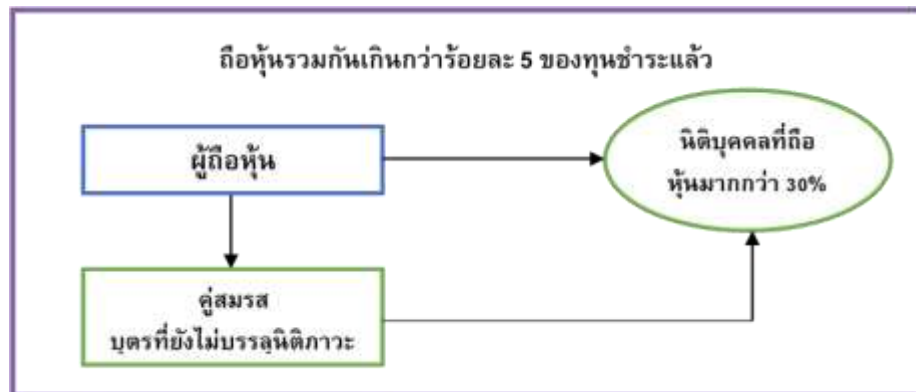 ถือหุ้นรวมกันเกินกว่าร้อยละ 5 ของทุนชำระแล้ว
ผู้ถือหุ้น
นิติบุคคลที่ถือ
หุ้นมากกว่า 30%
คู่สมรส
บุตรที่ยังไม่บรรลุนิติภาวะ